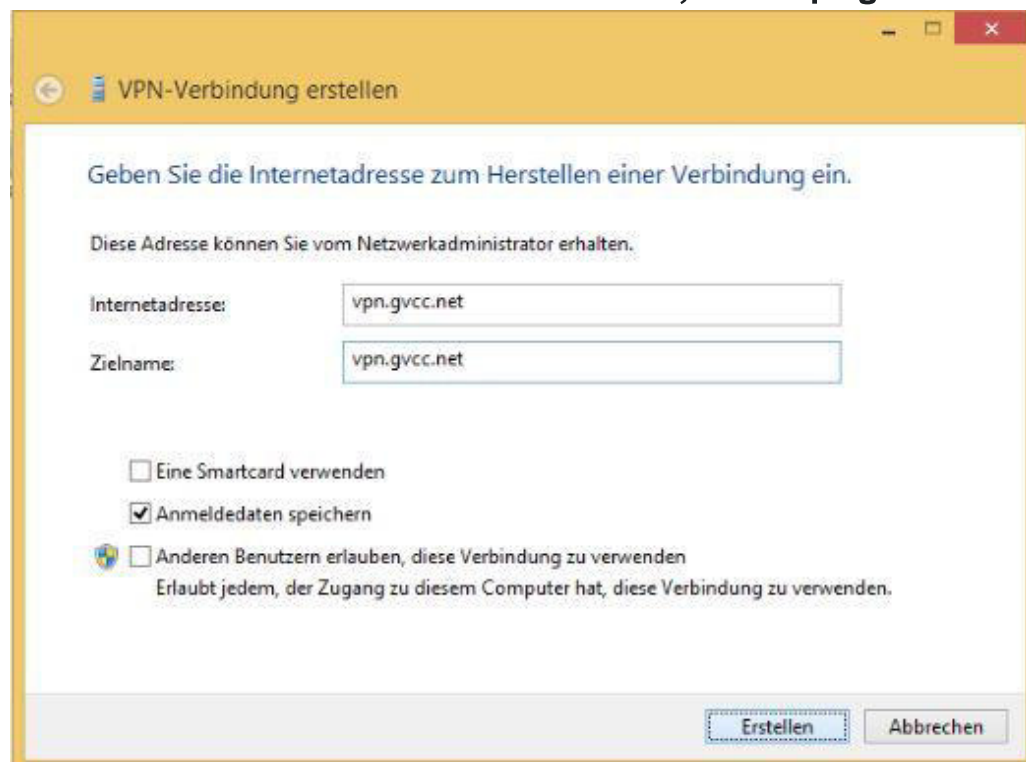 VPN-Verbindung erstellen
Geben Sie die Internetadresse zum Herstellen einer Verbindung ein.
Diese Adresse können Sie vom Netzwerkadministrator erhalten.
Internetadresse: vpn.gvcc.net
Zielname: vpn.gvcc.net
Eine Smartcard verwenden
Anmeldedaten speichern
Anderen Benutzern erlauben, diese Verbindung zu verwenden
Erlaubt jedem, der Zugang zu diesem Computer hat, diese Verbindung zu verwenden.
Erstellen Abbrechen